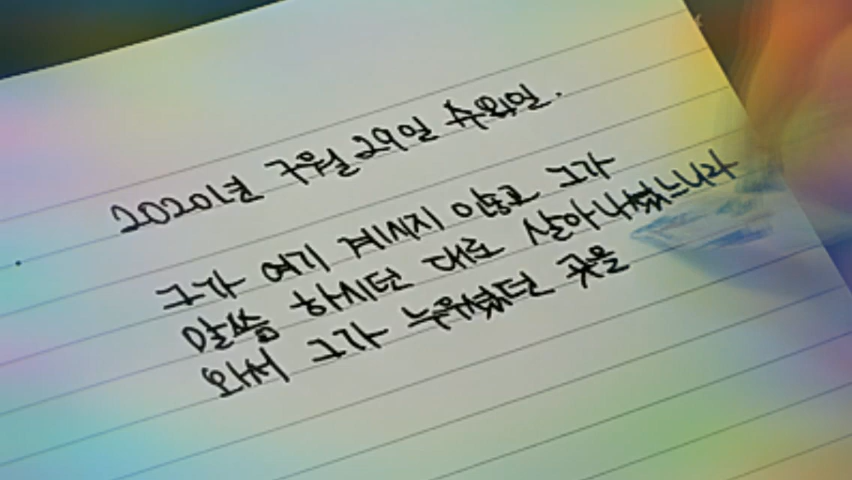 2020년 7월 29일 수요일.
그가 여기 계시지 않고 그가
말씀 하시던 대로 살아나셨느니라
와서 그가 누우셨던 곳을